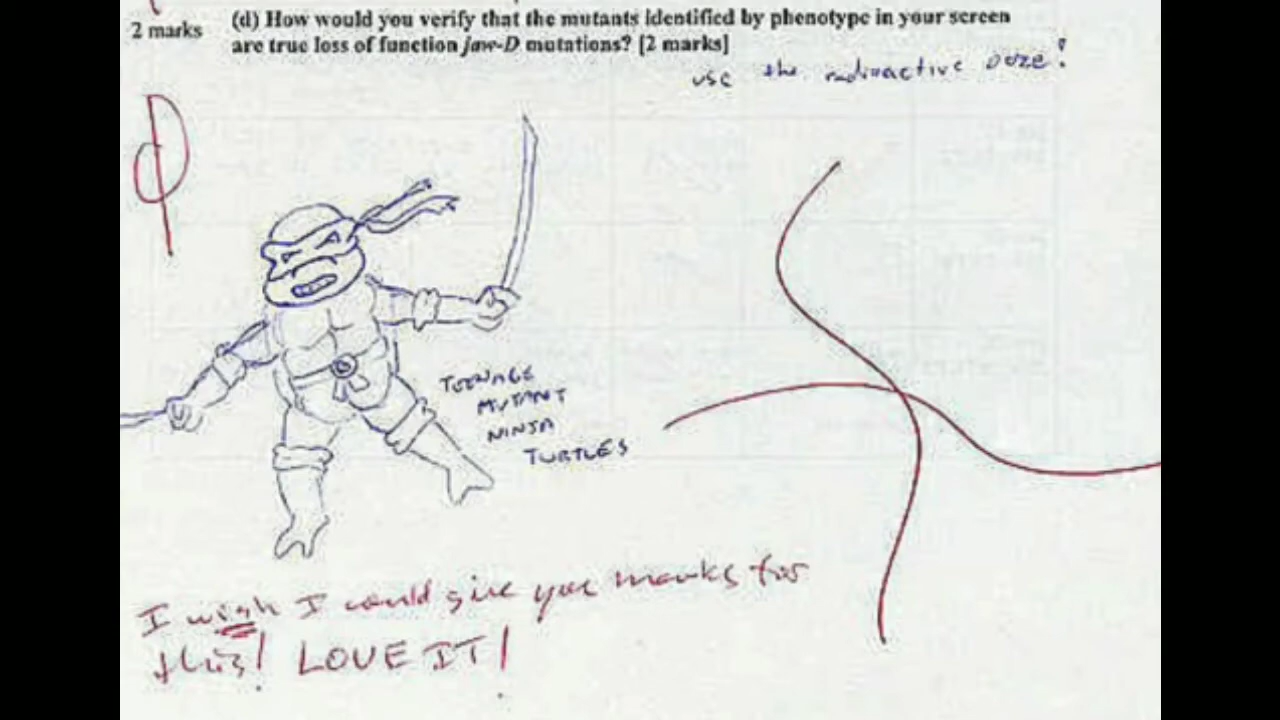 2 marks
(d) How would you verify that the mutants identified by phenotype in your screen
are true loss of function jaw-D mutations? [2 marks]
use the radioactive ooze!
TEENAGE
MUTANT
NINJA
TURTLES
I wish I could give you marks for
this! LOVE IT!